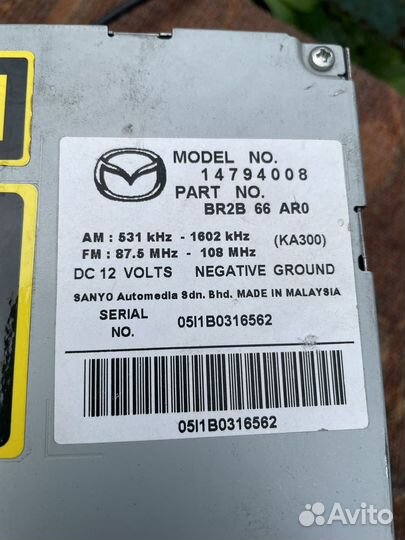 MODEL NO.
14794008
PART NO.
BR2B 66 AR0
AM : 531 kHz - 1602 kHz (KA300)
FM : 87.5 MHz - 108 MHz
DC 12 VOLTS NEGATIVE GROUND
SANYO Automedia Sdn. Bhd. MADE IN MALAYSIA
SERIAL
NO. 05I1B0316562
05I1B0316562
Avito